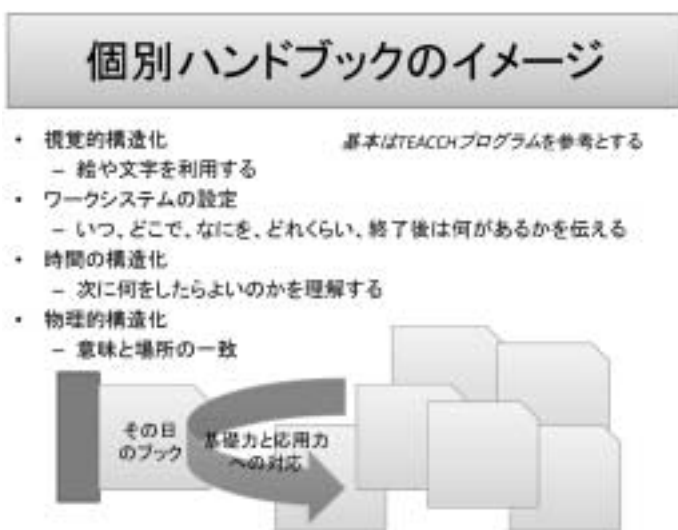 個別ハンドブックのイメージ
・ 視覚的構造化
基本はTEACCHプログラムを参考とする
– 絵や文字を利用する
・ ワークシステムの設定
– いつ、どこで、なにを、どれくらい、終了後は何があるかを伝える
・ 時間の構造化
– 次に何をしたらよいのかを理解する
・ 物理的構造化
– 意味と場所の一致
その日
のブック
基礎力と応用力
への対応